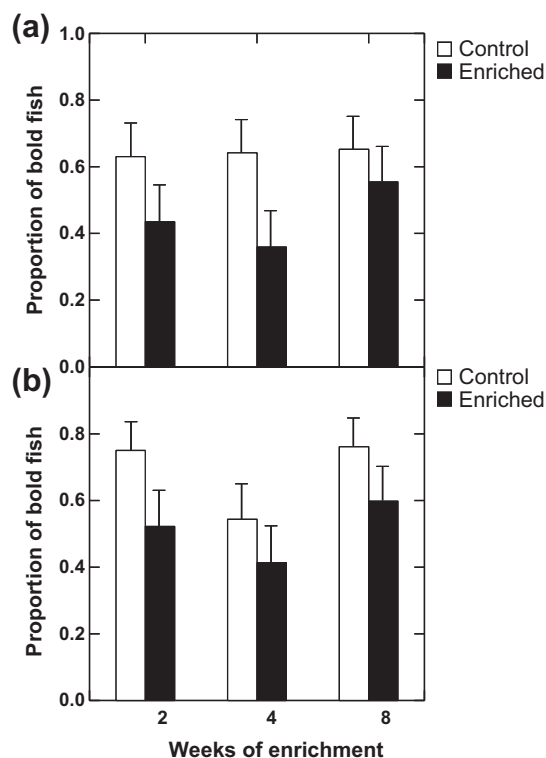 (a)
1.0
0.8
0.6
0.4
0.2
0.0
Proportion of bold fish
Control
Enriched
(b)
0.8
0.6
0.4
0.2
0.0
Proportion of bold fish
Control
Enriched
2 4 8
Weeks of enrichment